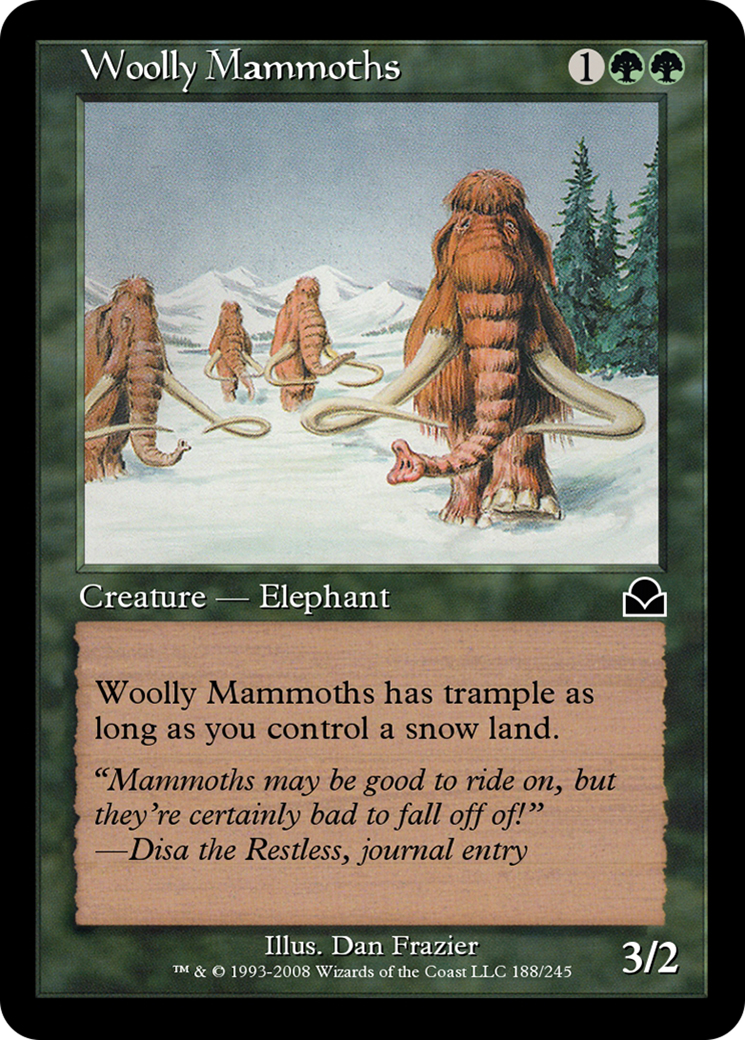 Woolly Mammoths 1
Creature — Elephant
Woolly Mammoths has trample as
long as you control a snow land.
“Mammoths may be good to ride on, but
they’re certainly bad to fall off of!”
—Disa the Restless, journal entry
Illus. Dan Frazier
™ & © 1993-2008 Wizards of the Coast LLC 188/245
3/2